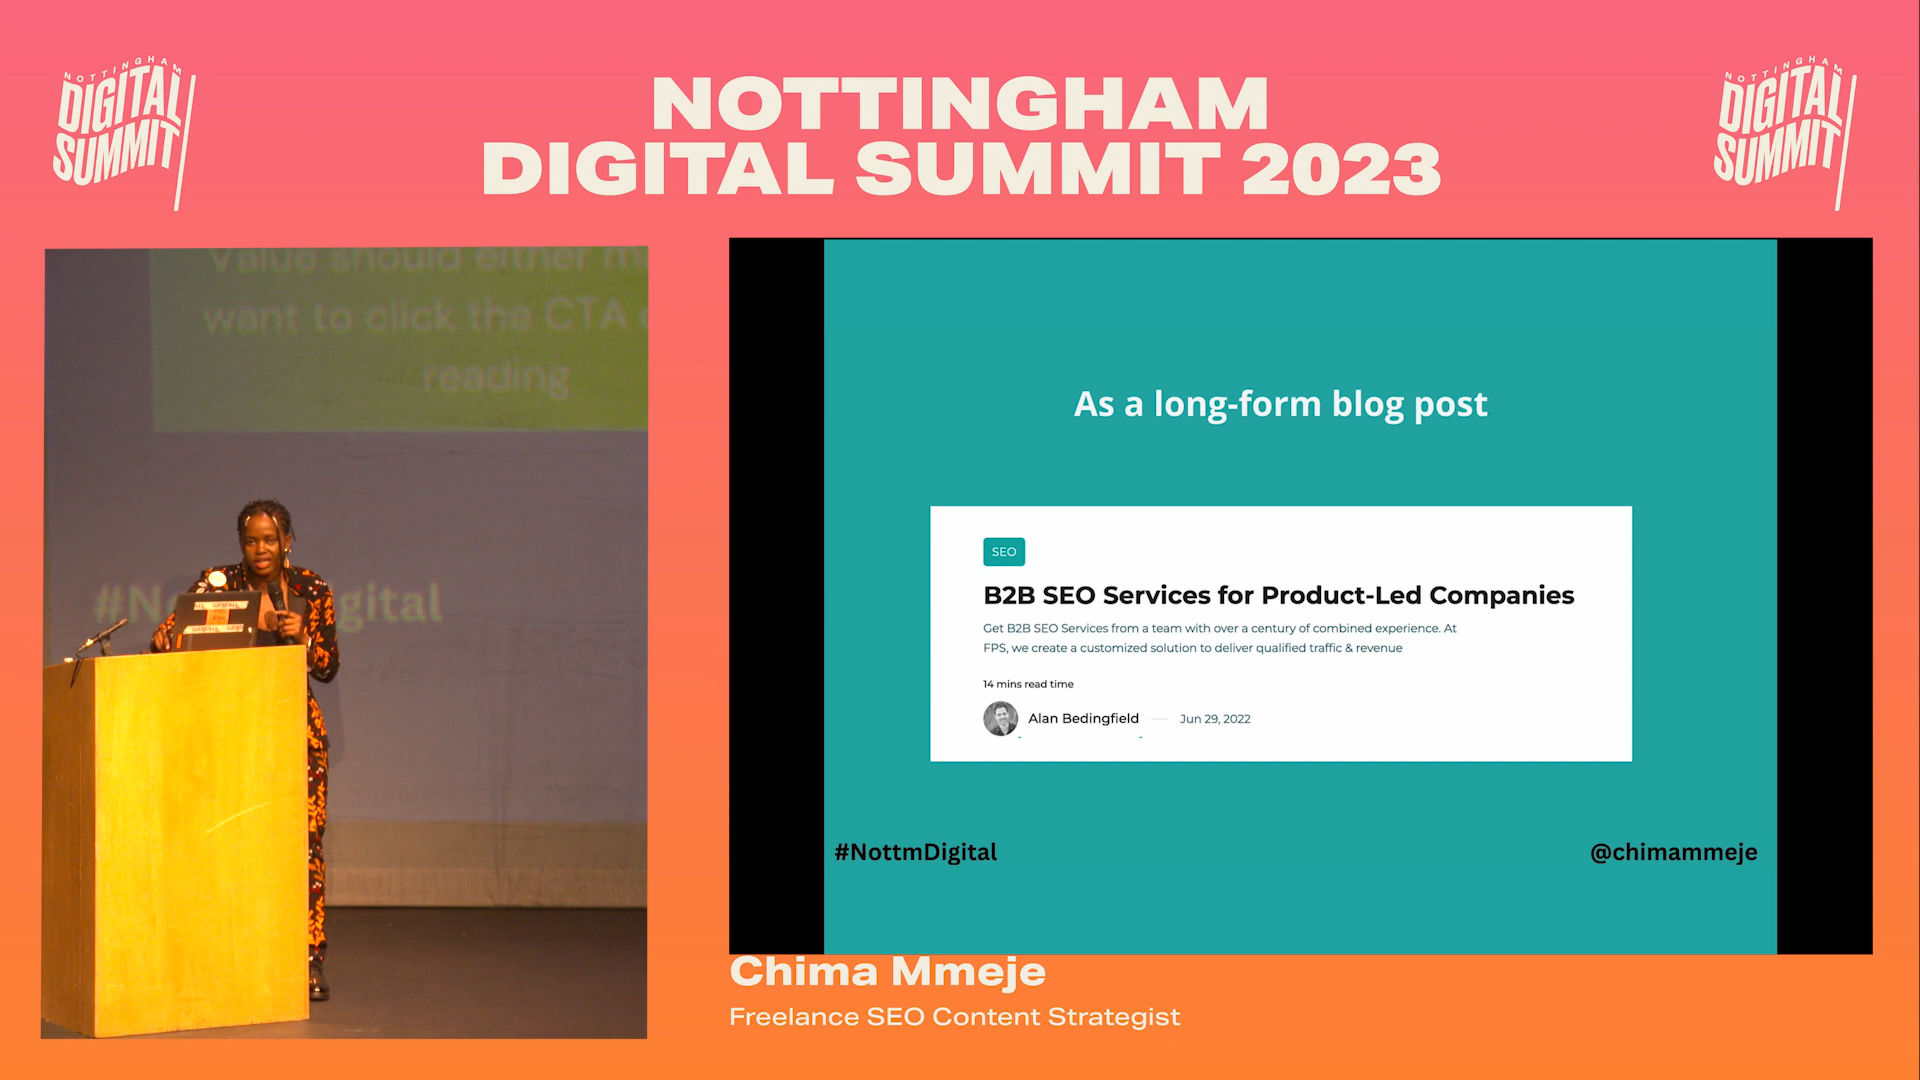 NOTTINGHAM
DIGITAL
SUMMIT
NOTTINGHAM
DIGITAL SUMMIT 2023
NOTTINGHAM
DIGITAL
SUMMIT
Value should either
want to click the CTA
reading
gital
As a long-form blog post
SEO
B2B SEO Services for Product-Led Companies
Get B2B SEO Services from a team with over a century of combined experience. At
FPS, we create a customized solution to deliver qualified traffic & revenue
14 mins read time
Alan Bedingfield
Jun 29, 2022
#NottmDigital
@chimammeje
Chima Mmeje
Freelance SEO Content Strategist